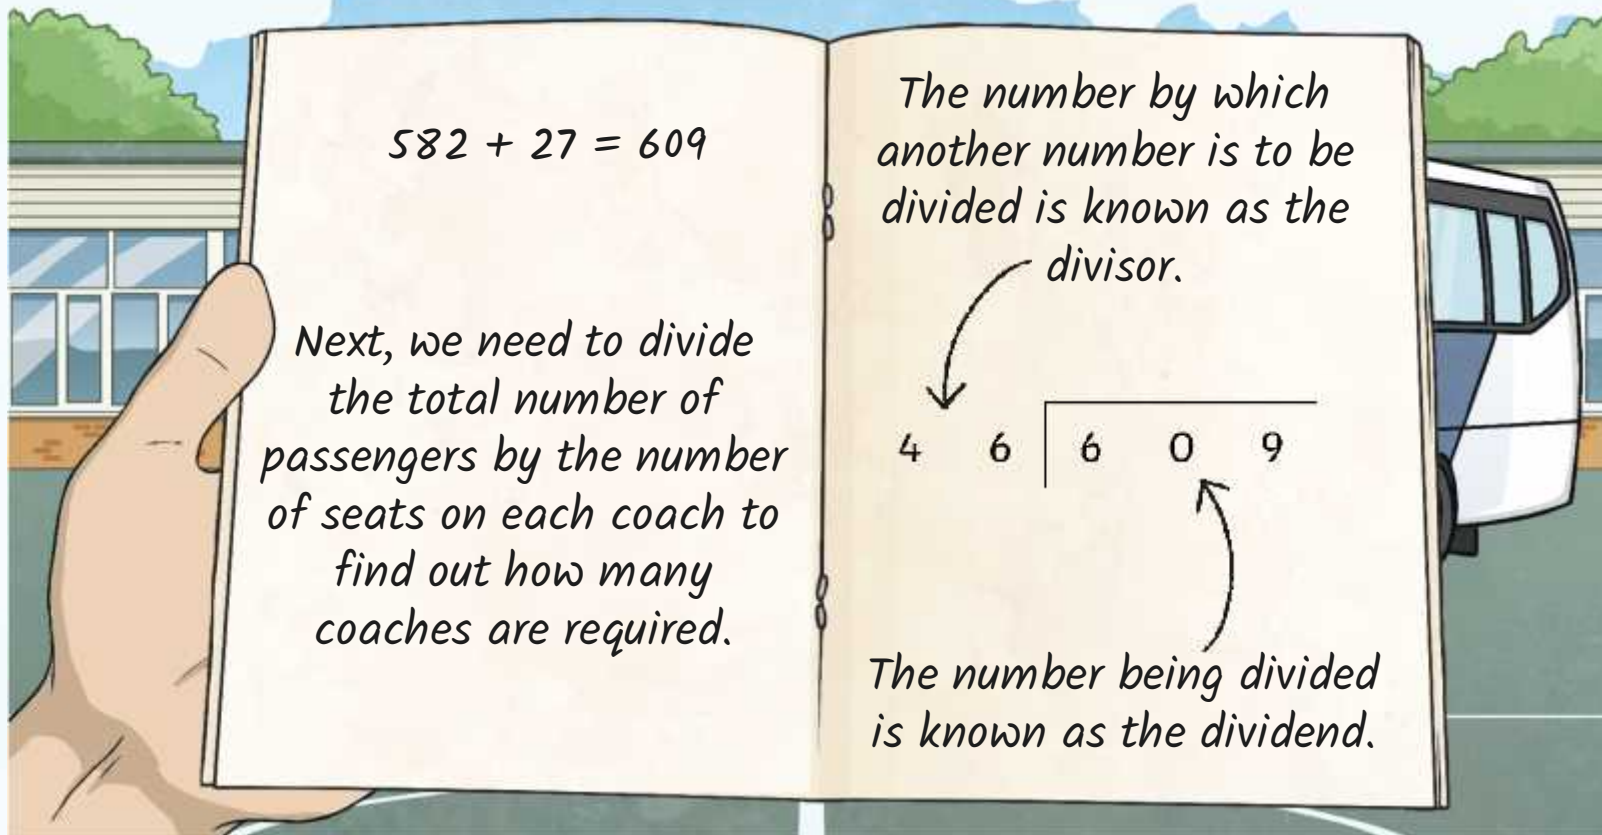 582 + 27 = 609
Next, we need to divide
the total number of
passengers by the number
of seats on each coach to
find out how many
coaches are required.
The number by which
another number is to be
divided is known as the
divisor.
4 6 6 0 9
The number being divided
is known as the dividend.